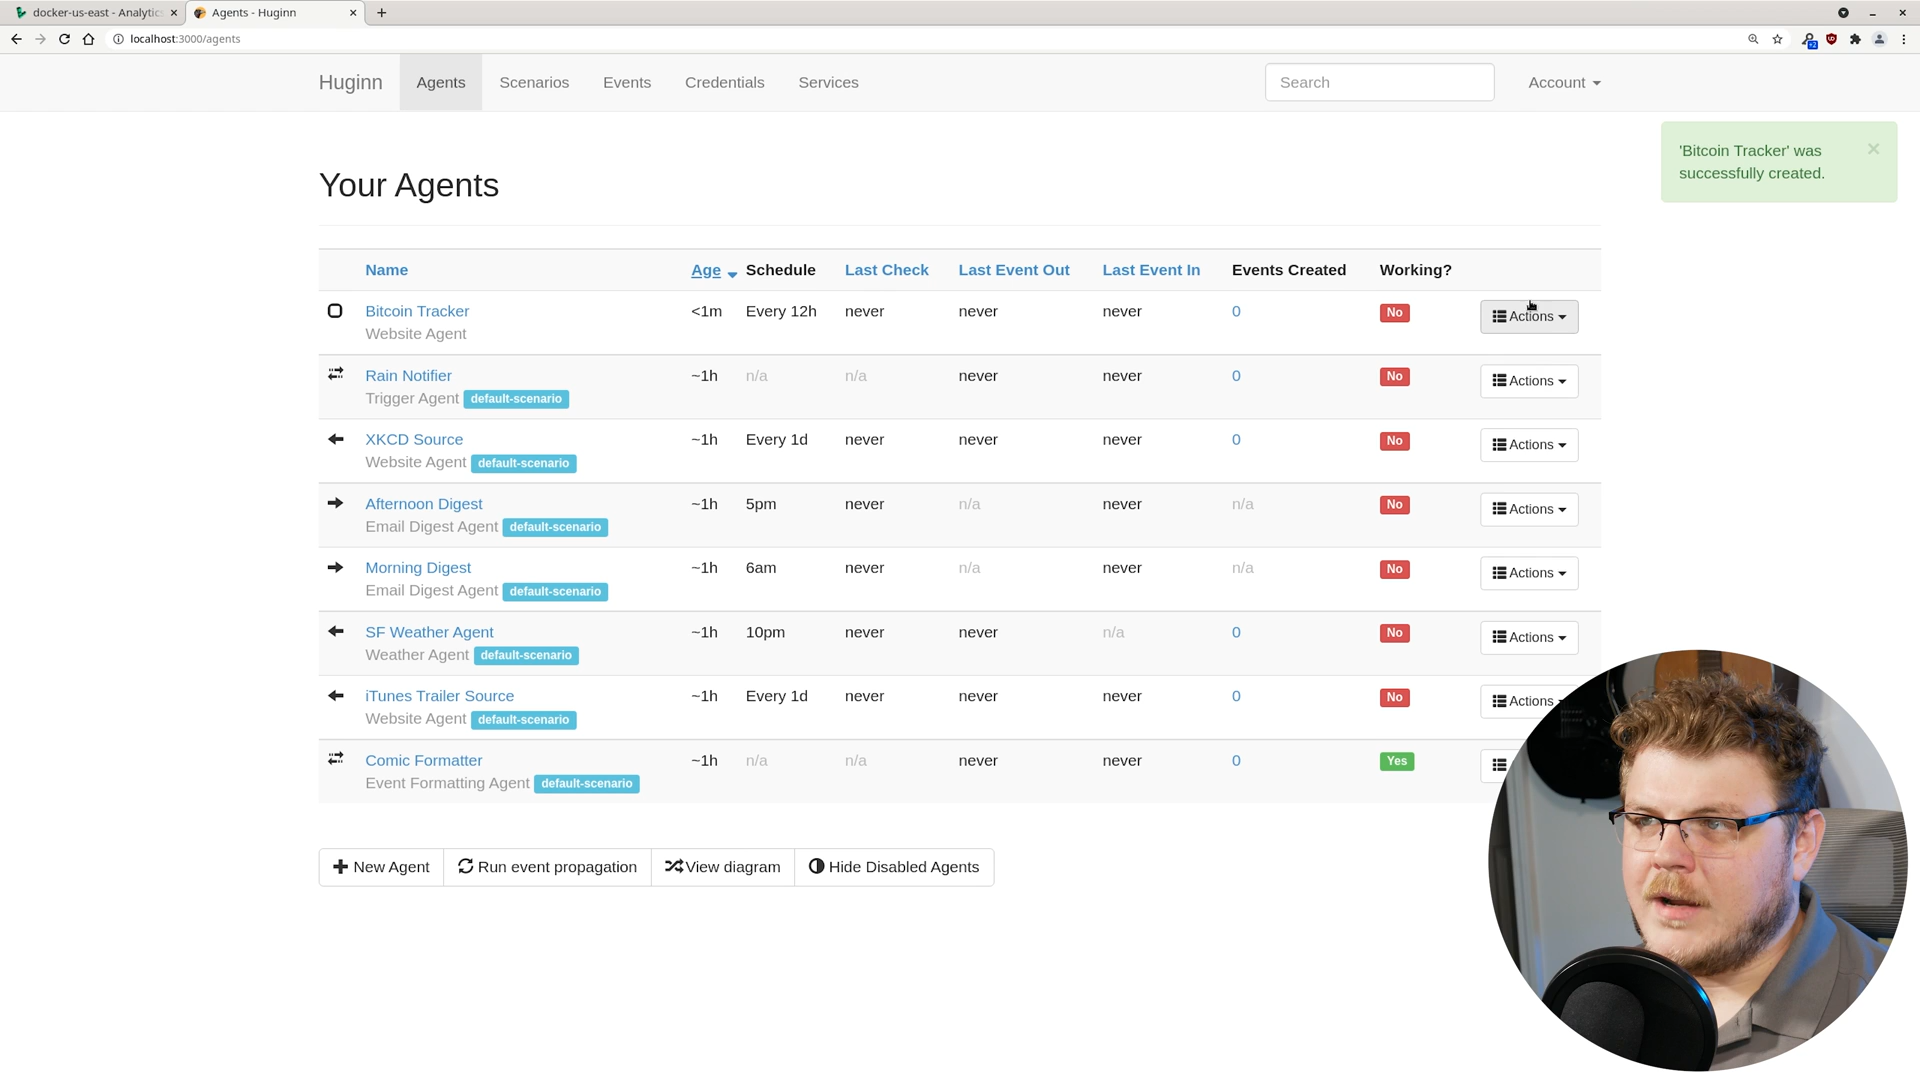 docker-us-east - Analytic
Agents - Huginn
localhost:3000/agents
Huginn
Agents
Scenarios
Events
Credentials
Services
Search
Account
'Bitcoin Tracker' was
successfully created.
Your Agents
Name Age Schedule Last Check Last Event Out Last Event In Events Created Working?
Bitcoin Tracker <1m Every 12h never never never 0 No Actions
Website Agent
Rain Notifier ~1h n/a n/a never never 0 No Actions
Trigger Agent default-scenario
XKCD Source ~1h Every 1d never never never 0 No Actions
Website Agent default-scenario
Afternoon Digest ~1h 5pm never n/a never n/a No Actions
Email Digest Agent default-scenario
Morning Digest ~1h 6am never n/a never n/a No Actions
Email Digest Agent default-scenario
SF Weather Agent ~1h 10pm never never n/a 0 No Actions
Weather Agent default-scenario
iTunes Trailer Source ~1h Every 1d never never never 0 No Actions
Website Agent default-scenario
Comic Formatter ~1h n/a n/a never never 0 Yes
Event Formatting Agent default-scenario
New Agent
Run event propagation
View diagram
Hide Disabled Agents